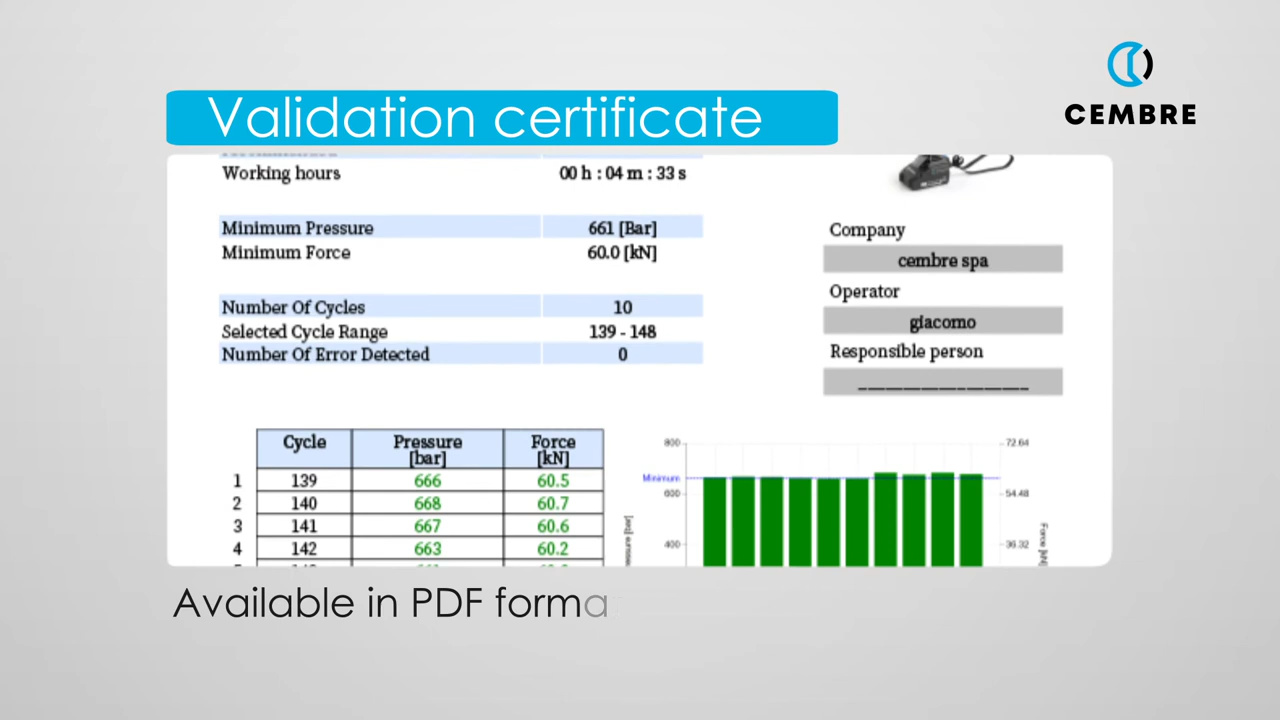 CEMBRE
Validation certificate
Working hours 00 h : 04 m : 33 s
Minimum Pressure 661 [Bar]
Minimum Force 60.0 [kN]
Number Of Cycles 10
Selected Cycle Range 139 - 148
Number Of Error Detected 0
Company
cembre spa
Operator
giacomo
Responsible person
Cycle Pressure [bar] Force [kN]
1 139 666 60.5
2 140 668 60.7
3 141 667 60.6
4 142 663 60.2
800 72.64
Minimum
600 54.48
400 36.32
Force [kN]
Available in PDF forma